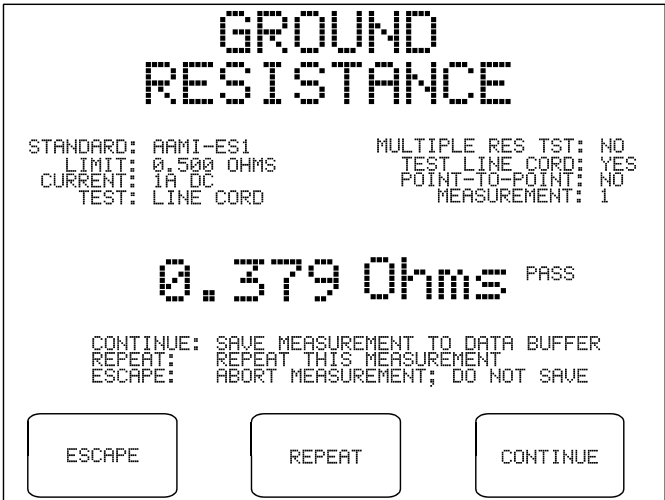 GROUND
RESISTANCE
STANDARD: AAMI-ES1
LIMIT: 0.500 OHMS
CURRENT: 1A DC
TEST: LINE CORD
MULTIPLE RES TST: NO
TEST LINE CORD: YES
POINT-TO-POINT: NO
MEASUREMENT: 1
0.379 Ohms PASS
CONTINUE: SAVE MEASUREMENT TO DATA BUFFER
REPEAT: REPEAT THIS MEASUREMENT
ESCAPE: ABORT MEASUREMENT; DO NOT SAVE
ESCAPE
REPEAT
CONTINUE